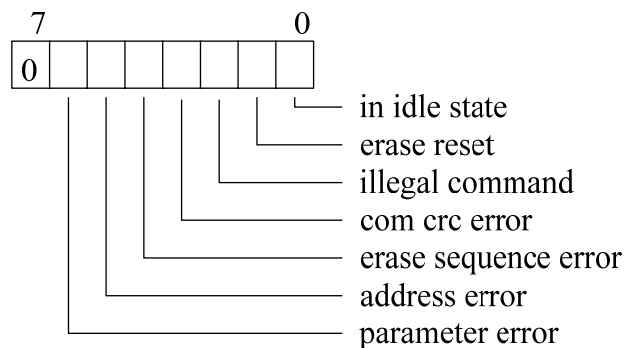 7 0
0
in idle state
erase reset
illegal command
com crc error
erase sequence error
address error
parameter error